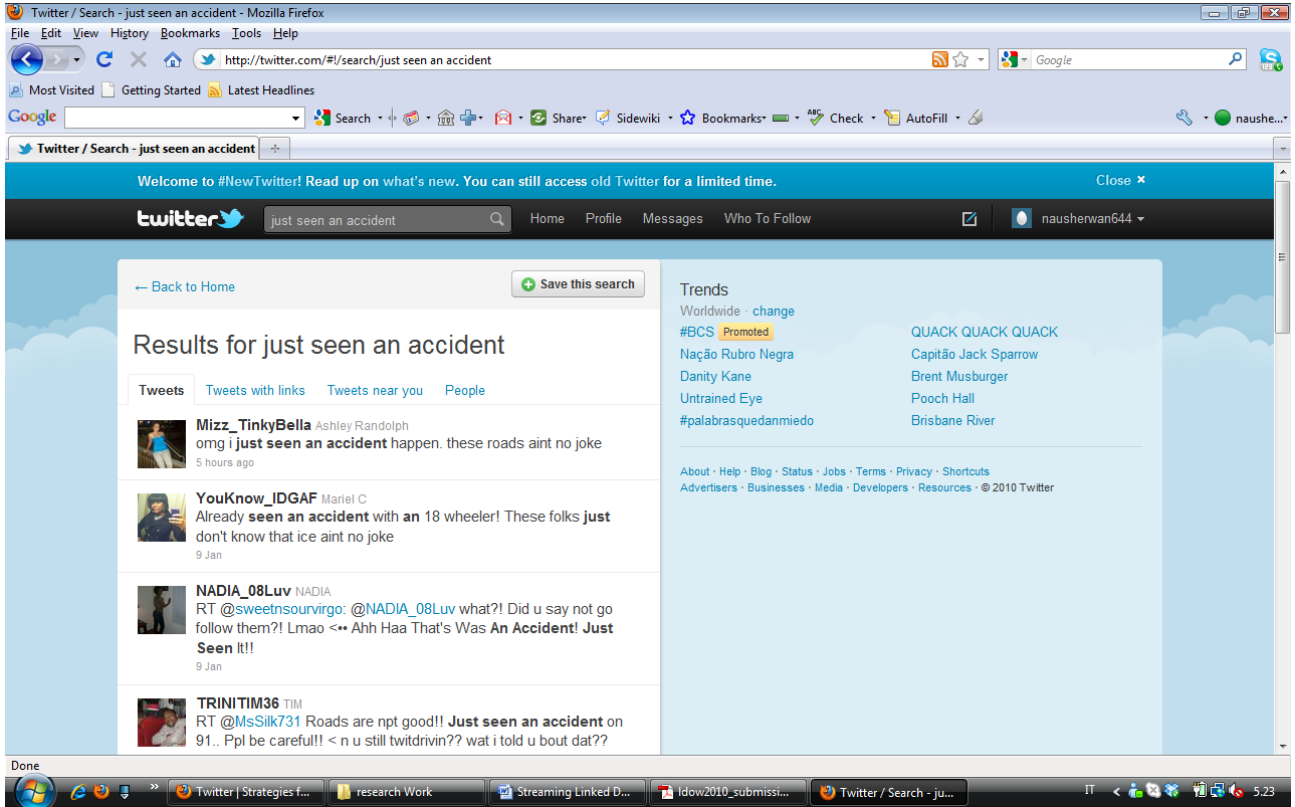 Twitter / Search - just seen an accident - Mozilla Firefox
File Edit View History Bookmarks Tools Help
http://twitter.com/#!/search/just seen an accident
Google
Most Visited Getting Started Latest Headlines
Google Search Share Sidewiki Bookmarks ABC Check AutoFill naushe...
Twitter / Search - just seen an accident
Welcome to #NewTwitter! Read up on what's new. You can still access old Twitter for a limited time. Close ×
twitter just seen an accident Home Profile Messages Who To Follow nausherwan644
← Back to Home Save this search
Results for just seen an accident
Tweets Tweets with links Tweets near you People
Mizz_TinkyBella Ashley Randolph
omg i just seen an accident happen. these roads aint no joke
5 hours ago
YouKnow_IDGAF Mariel C
Already seen an accident with an 18 wheeler! These folks just
don't know that ice aint no joke
9 Jan
NADIA_08Luv NADIA
RT @sweetnsourvirgo: @NADIA_08Luv what?! Did u say not go
follow them?! Lmao <•• Ahh Haa That's Was An Accident! Just
Seen It!!
9 Jan
TRINITIM36 TIM
RT @MsSilk731 Roads are npt good!! Just seen an accident on
91.. Ppl be careful!! < n u still twitdrivin?? wat i told u bout dat??
Trends
Worldwide · change
#BCS Promoted
Nação Rubro Negra
Danity Kane
Untrained Eye
#palabrasquedanmiedo
QUACK QUACK QUACK
Capitão Jack Sparrow
Brent Musburger
Pooch Hall
Brisbane River
About · Help · Blog · Status · Jobs · Terms · Privacy · Shortcuts
Advertisers · Businesses · Media · Developers · Resources · © 2010 Twitter
Done
Twitter | Strategies f... research Work Streaming Linked D... ldow2010_submissi... Twitter / Search - ju... IT 5.23